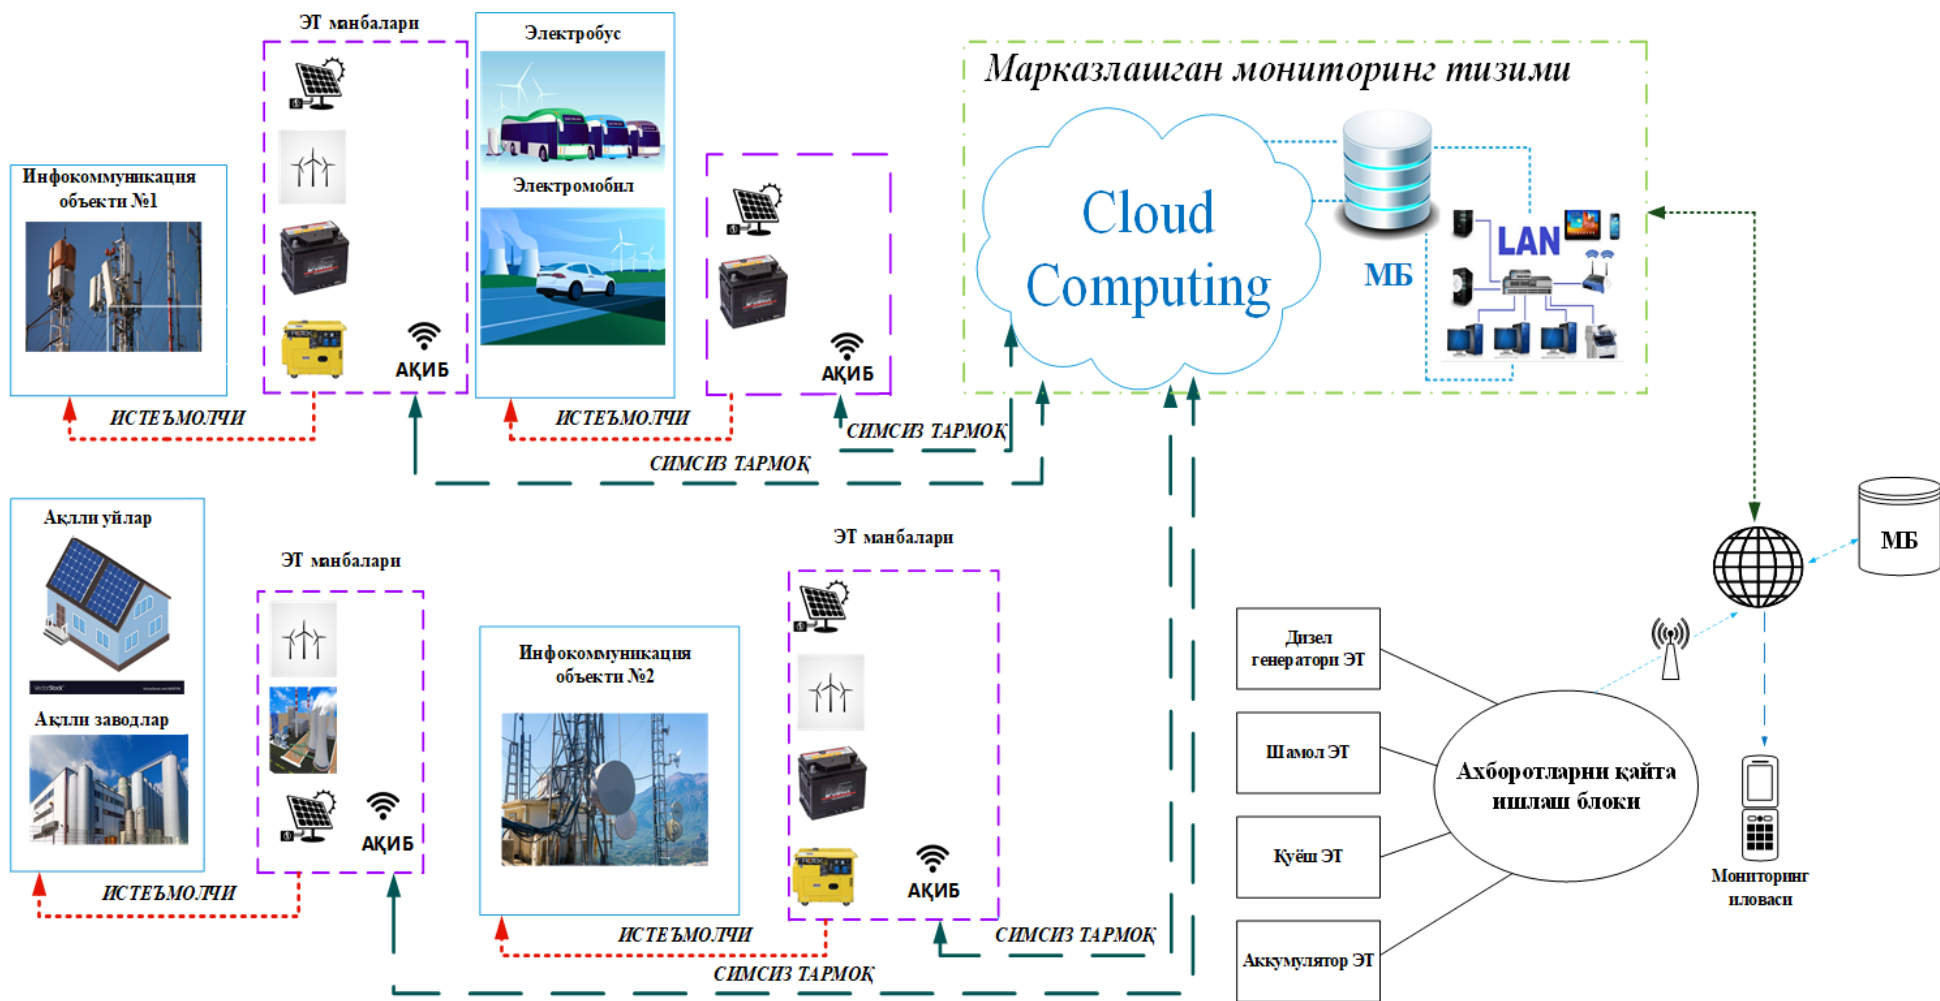 ЭТ манбалари
Инфокоммуникация
объекти №1
АҚИБ
ИСТЕЪМОЛЧИ
Электробус
Электромобил
АҚИБ
ИСТЕЪМОЛЧИ
СИМСИЗ ТАРМОҚ
СИМСИЗ ТАРМОҚ
Марказлашган мониторинг тизими
Cloud
Computing
МБ
LAN
Ақлли уйлар
VectorStock
Ақлли заводлар
ЭТ манбалари
АҚИБ
ИСТЕЪМОЛЧИ
Инфокоммуникация
объекти №2
ЭТ манбалари
АҚИБ
ИСТЕЪМОЛЧИ
СИМСИЗ ТАРМОҚ
СИМСИЗ ТАРМОҚ
Дизел
генератори ЭТ
Шамол ЭТ
Қуёш ЭТ
Аккумулятор ЭТ
Ахборотларни қайта
ишлаш блоки
МБ
Мониторинг
иловаси